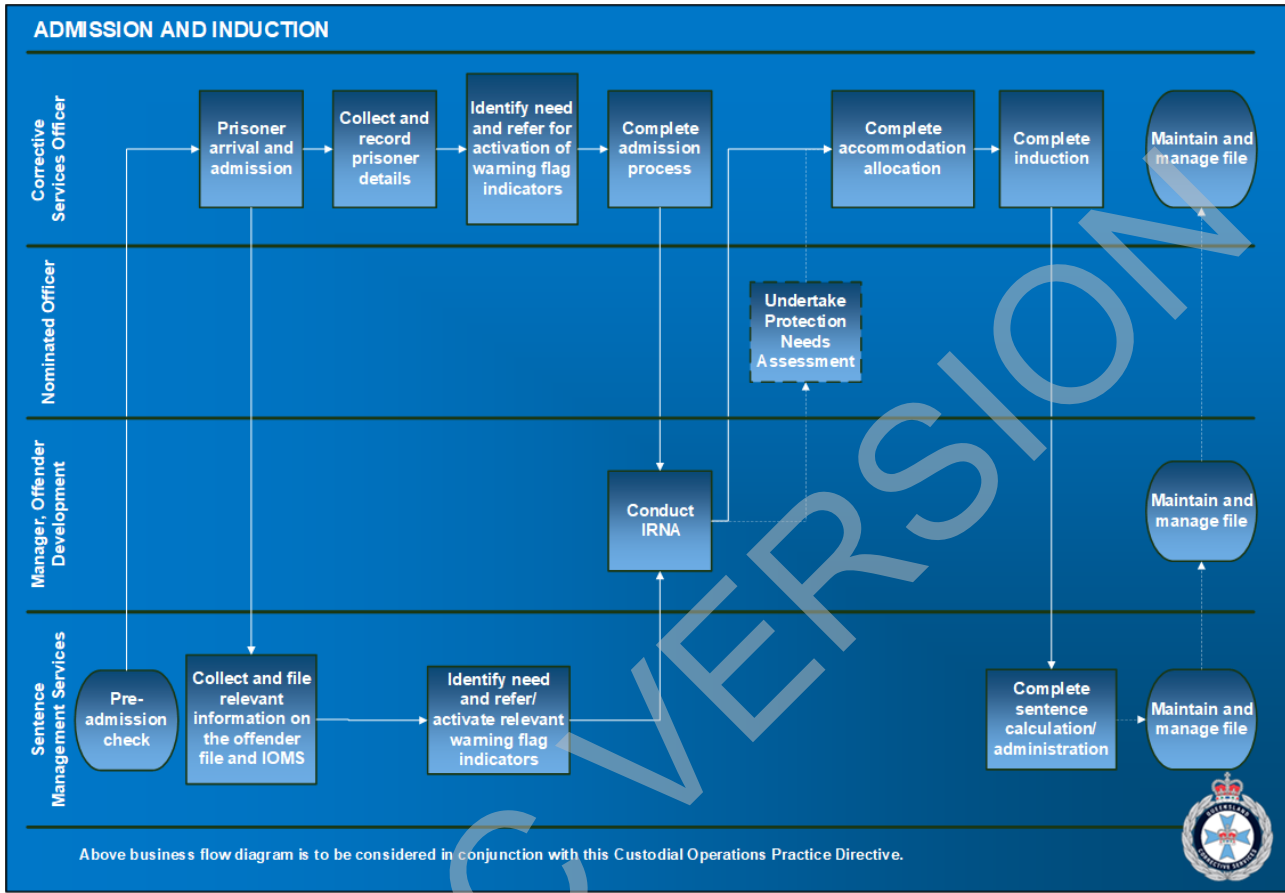 ADMISSION AND INDUCTION
Corrective
Services Officer
Prisoner
arrival and
admission
Collect and
record
prisoner
details
Identify need
and refer for
activation of
warning flag
indicators
Complete
admission
process
Complete
accommodation
allocation
Complete
induction
Maintain and
manage file
Nominated Officer
Undertake
Protection
Needs
Assessment
Manager, Offender
Development
Conduct
IRNA
Maintain and
manage file
Sentence
Management Services
Pre-
admission
check
Collect and file
relevant
information on
the offender
file and IOMS
Identify need
and refer/
activate relevant
warning flag
indicators
Complete
sentence
calculation/
administration
Maintain and
manage file
Above business flow diagram is to be considered in conjunction with this Custodial Operations Practice Directive.
QUEENSLAND
CORRECTIVE SERVICES
C VERSION